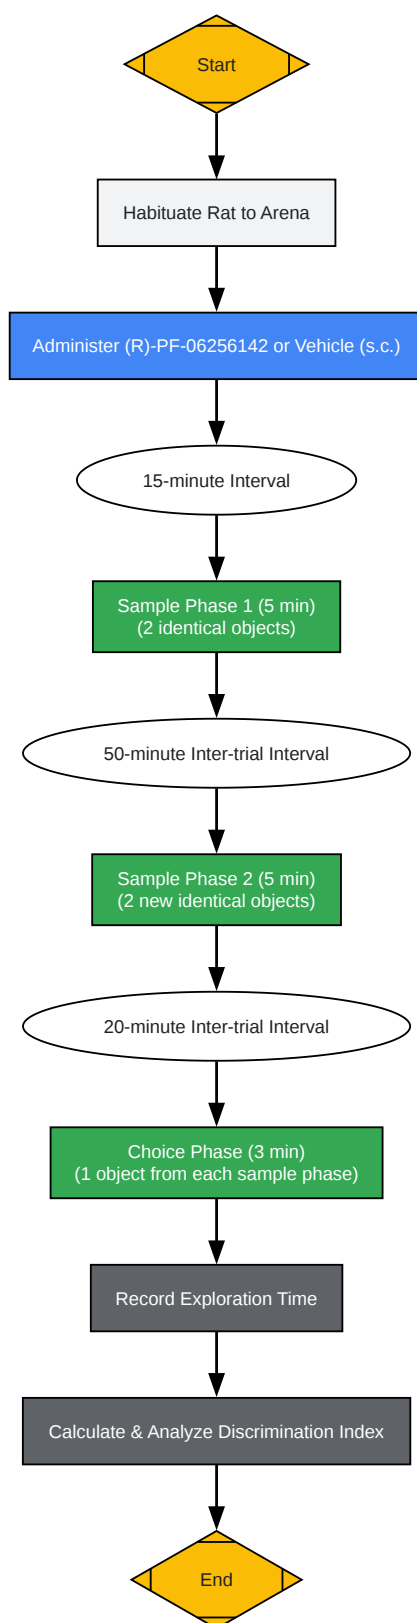 Start
Habituate Rat to Arena
Administer (R)-PF-06256142 or Vehicle (s.c.)
15-minute Interval
Sample Phase 1 (5 min)
(2 identical objects)
50-minute Inter-trial Interval
Sample Phase 2 (5 min)
(2 new identical objects)
20-minute Inter-trial Interval
Choice Phase (3 min)
(1 object from each sample phase)
Record Exploration Time
Calculate & Analyze Discrimination Index
End